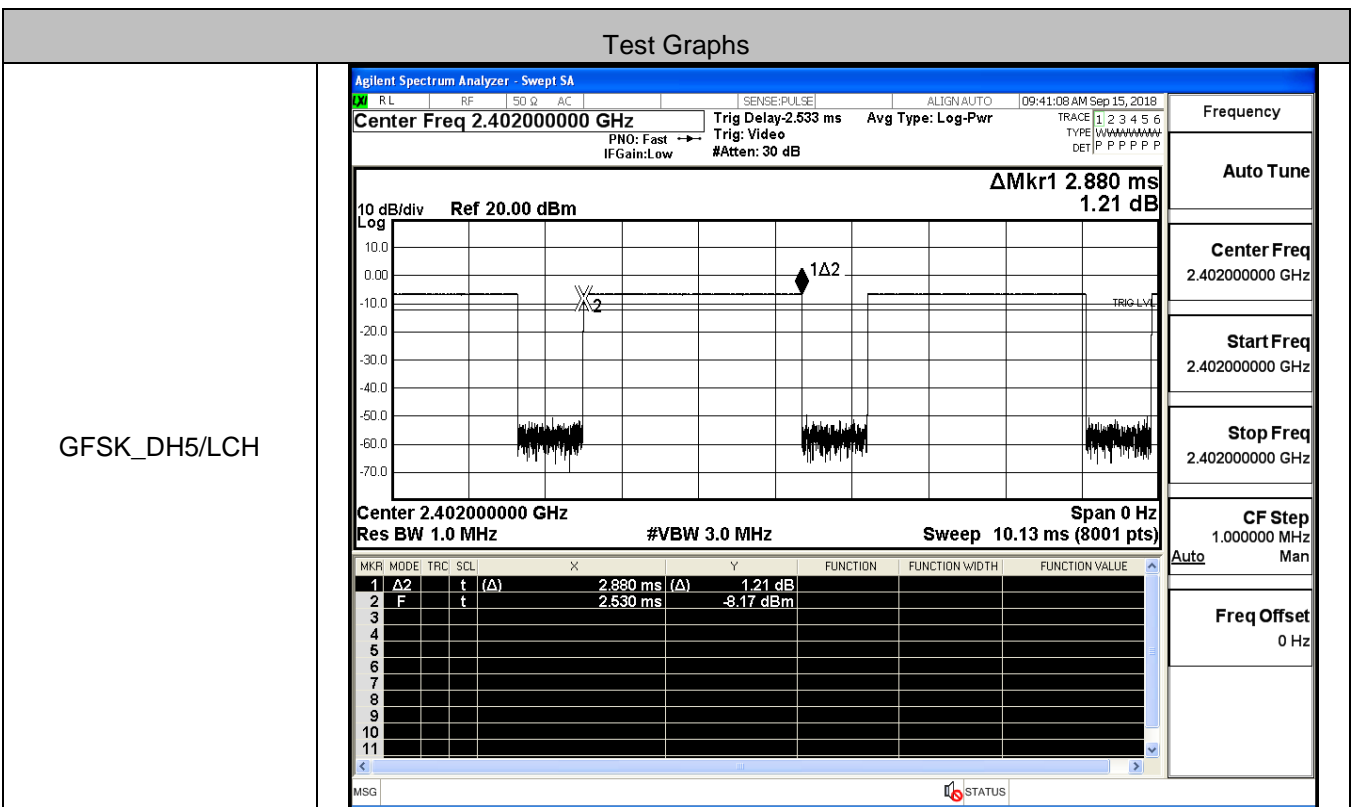 Test Graphs
GFSK_DH5/LCH
Agilent Spectrum Analyzer - Swept SA
LXI RL RF 50 Ω AC SENSE:PULSE ALIGN AUTO 09:41:08 AM Sep 15, 2018
Center Freq 2.402000000 GHz Trig Delay-2.533 ms Avg Type: Log-Pwr TRACE 1 2 3 4 5 6
PNO: Fast Trig: Video TYPE WWWWWW
IFGain:Low #Atten: 30 dB DET P P P P P P
ΔMkr1 2.880 ms
1.21 dB
10 dB/div Ref 20.00 dBm
Log
10.0
0.00
-10.0
-20.0
-30.0
-40.0
-50.0
-60.0
-70.0
1Δ2
2
TRIG LVL
Center 2.402000000 GHz Span 0 Hz
Res BW 1.0 MHz #VBW 3.0 MHz Sweep 10.13 ms (8001 pts)
MKR MODE TRC SCL X Y FUNCTION FUNCTION WIDTH FUNCTION VALUE
1 Δ2 t (Δ) 2.880 ms (Δ) 1.21 dB
2 F t 2.530 ms -8.17 dBm
3
4
5
6
7
8
9
10
11
MSG STATUS
Frequency
Auto Tune
Center Freq
2.402000000 GHz
Start Freq
2.402000000 GHz
Stop Freq
2.402000000 GHz
CF Step
1.000000 MHz
Auto Man
Freq Offset
0 Hz